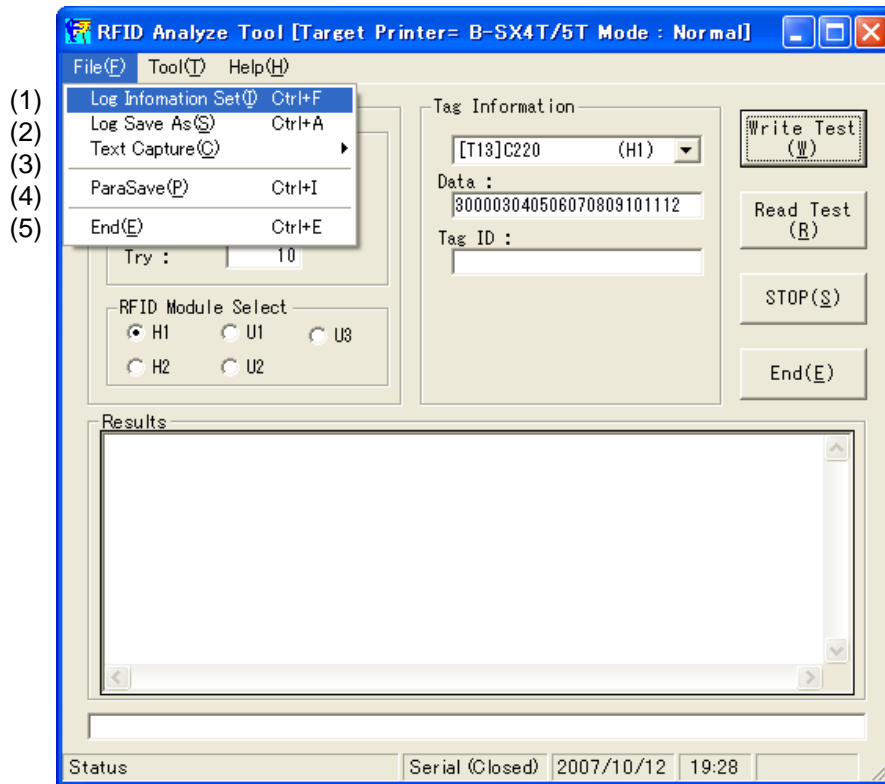 RFID Analyze Tool [Target Printer= B-SX4T/5T Mode : Normal]
File(F) Tool(T) Help(H)
(1) Log Infomation Set(I) Ctrl+F
(2) Log Save As(S) Ctrl+A
(3) Text Capture(C)
(4) ParaSave(P) Ctrl+I
(5) End(E) Ctrl+E
Try : 10
RFID Module Select
H1 U1 U3
H2 U2
Tag Information
[T13]C220 (H1)
Data :
300003040506070809101112
Tag ID :
Write Test
(W)
Read Test
(R)
STOP(S)
End(E)
Results
Status Serial (Closed) 2007/10/12 19:28